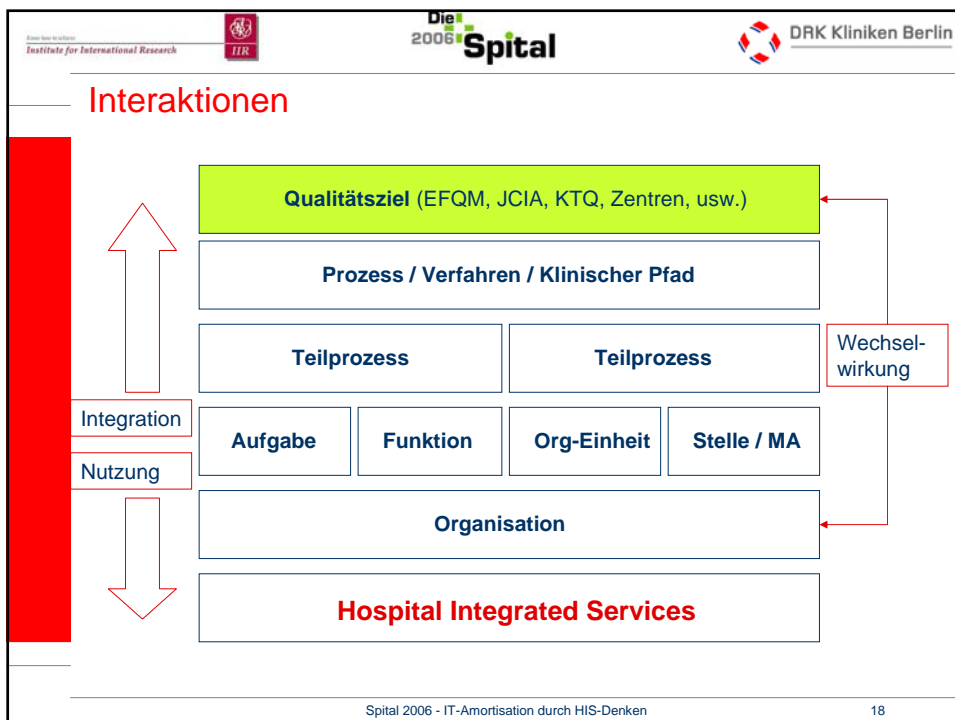 Institute for International Research
IIR
Die
2006 Spital
DRK Kliniken Berlin
Interaktionen
Qualitätsziel (EFQM, JCIA, KTQ, Zentren, usw.)
Prozess / Verfahren / Klinischer Pfad
Teilprozess
Teilprozess
Wechsel-
wirkung
Integration
Nutzung
Aufgabe
Funktion
Org-Einheit
Stelle / MA
Organisation
Hospital Integrated Services
Spital 2006 - IT-Amortisation durch HIS-Denken
18